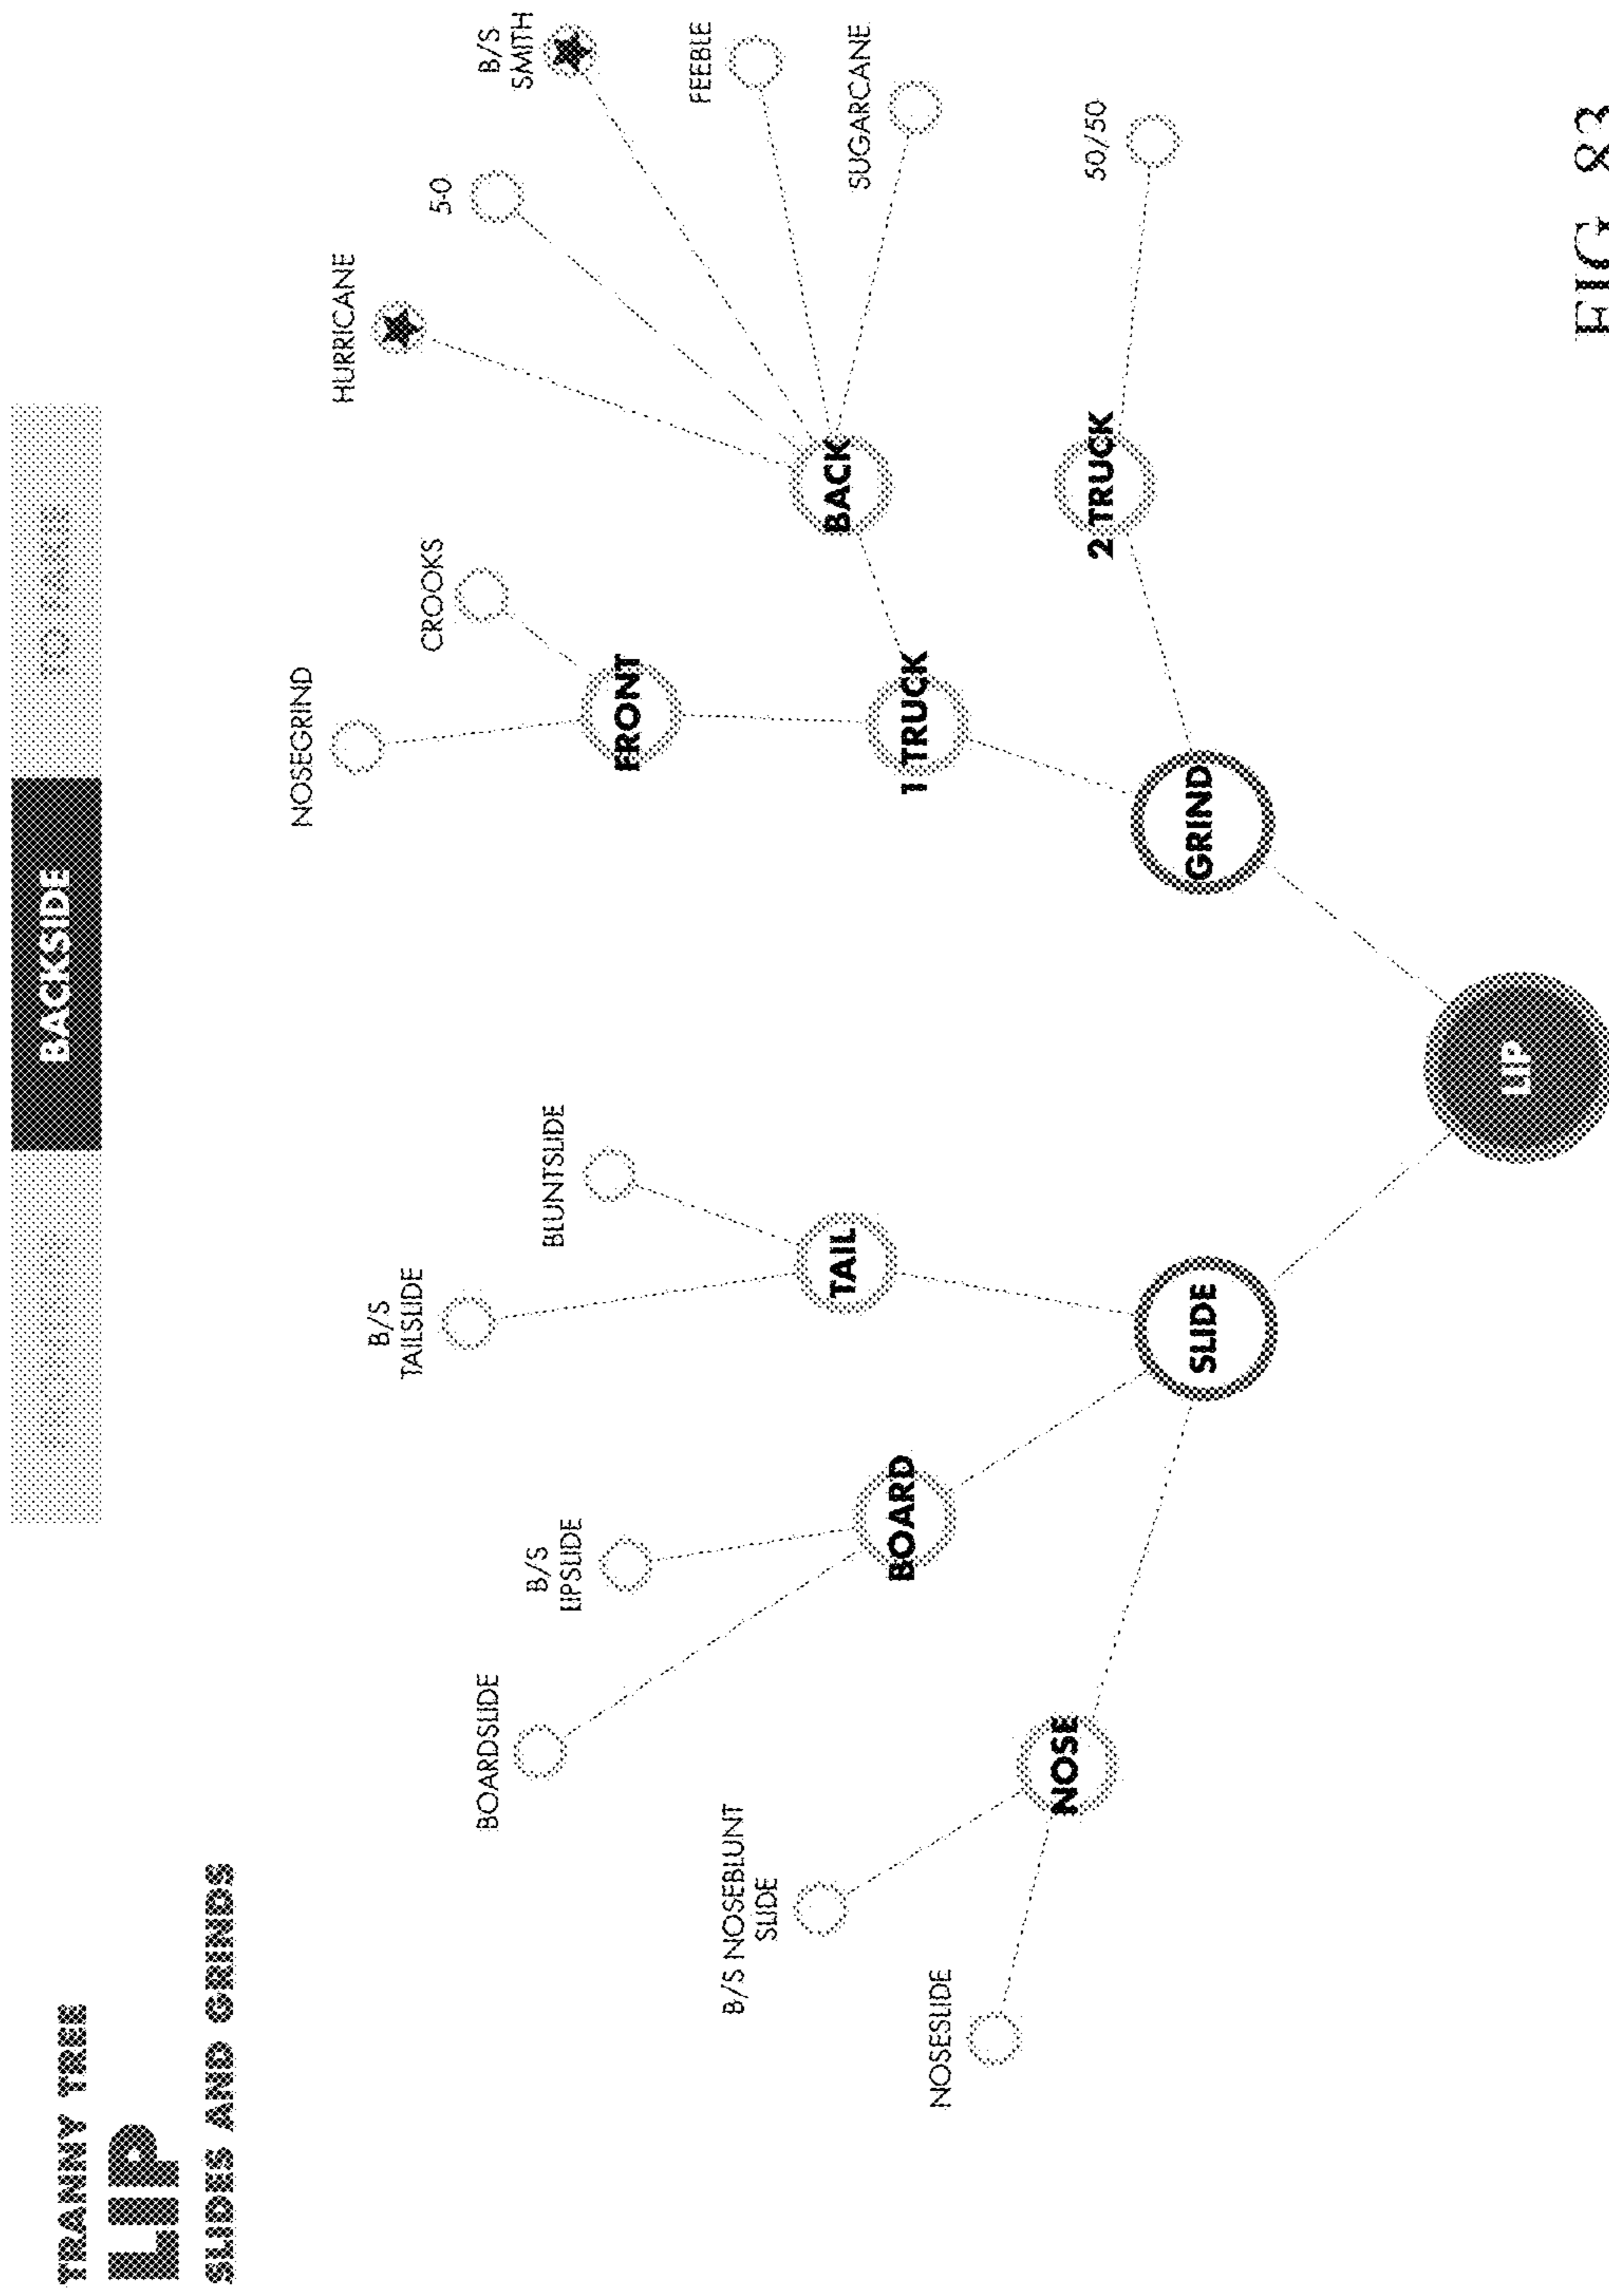 TRANNY TREE
LIP
SLIDES AND GRINDS
BACKSIDE
NOSESLIDE
B/S NOSEBLUNT
SLIDE
NOSE
BOARDSLIDE
B/S
LIPSLIDE
BOARD
B/S
TAILSLIDE
BLUNTSLIDE
TAIL
SLIDE
LIP
GRIND
NOSEGRIND
CROOKS
FRONT
1 TRUCK
HURRICANE
5-0
B/S
SMITH
FEEBLE
SUGARCANE
BACK
2 TRUCK
50/50
FIG. 83